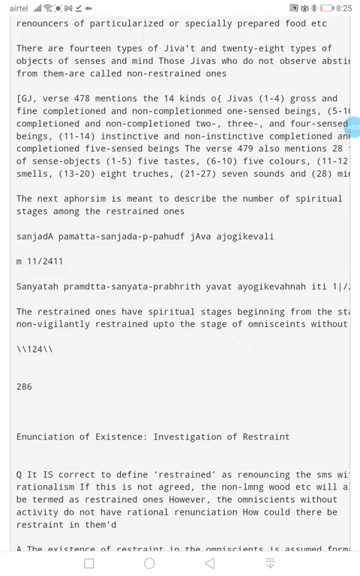 airtel 8:25
renouncers of particularized or specially prepared food etc
There are fourteen types of Jiva't and twenty-eight types of
objects of senses and mind Those Jivas who do not observe abstin
from them-are called non-restrained ones
[GJ, verse 478 mentions the 14 kinds o{ Jivas (1-4) gross and
fine completioned and non-completionmed one-sensed beings, (5-10
completioned and non-completioned two-, three-, and four-sensed
beings, (11-14) instinctive and non-instinctive completioned and
completioned five-sensed beings The verse 479 also mentions 28
of sense-objects (1-5) five tastes, (6-10) five colours, (11-12
smells, (13-20) eight truches, (21-27) seven sounds and (28) min
The next aphorsim is meant to describe the number of spiritual
stages among the restrained ones
sanjadA pamatta-sanjada-p-pahudf jAva ajogikevali
m 11/2411
Sanyatah pramdtta-sanyata-prabhrith yavat ayogikevahnah iti 1|/
The restrained ones have spiritual stages beginning from the sta
non-vigilantly restrained upto the stage of omnisceints without
\\124\\
286
Enunciation of Existence: Investigation of Restraint
Q It IS correct to define ‘restrained’ as renouncing the sms wi
rationalism If this is not agreed, the non-lmng wood etc will a
be termed as restrained ones However, the omniscients without
activity do not have rational renunciation How could there be
restraint in them’d
A The existence of restraint in the omniscients is assumed form